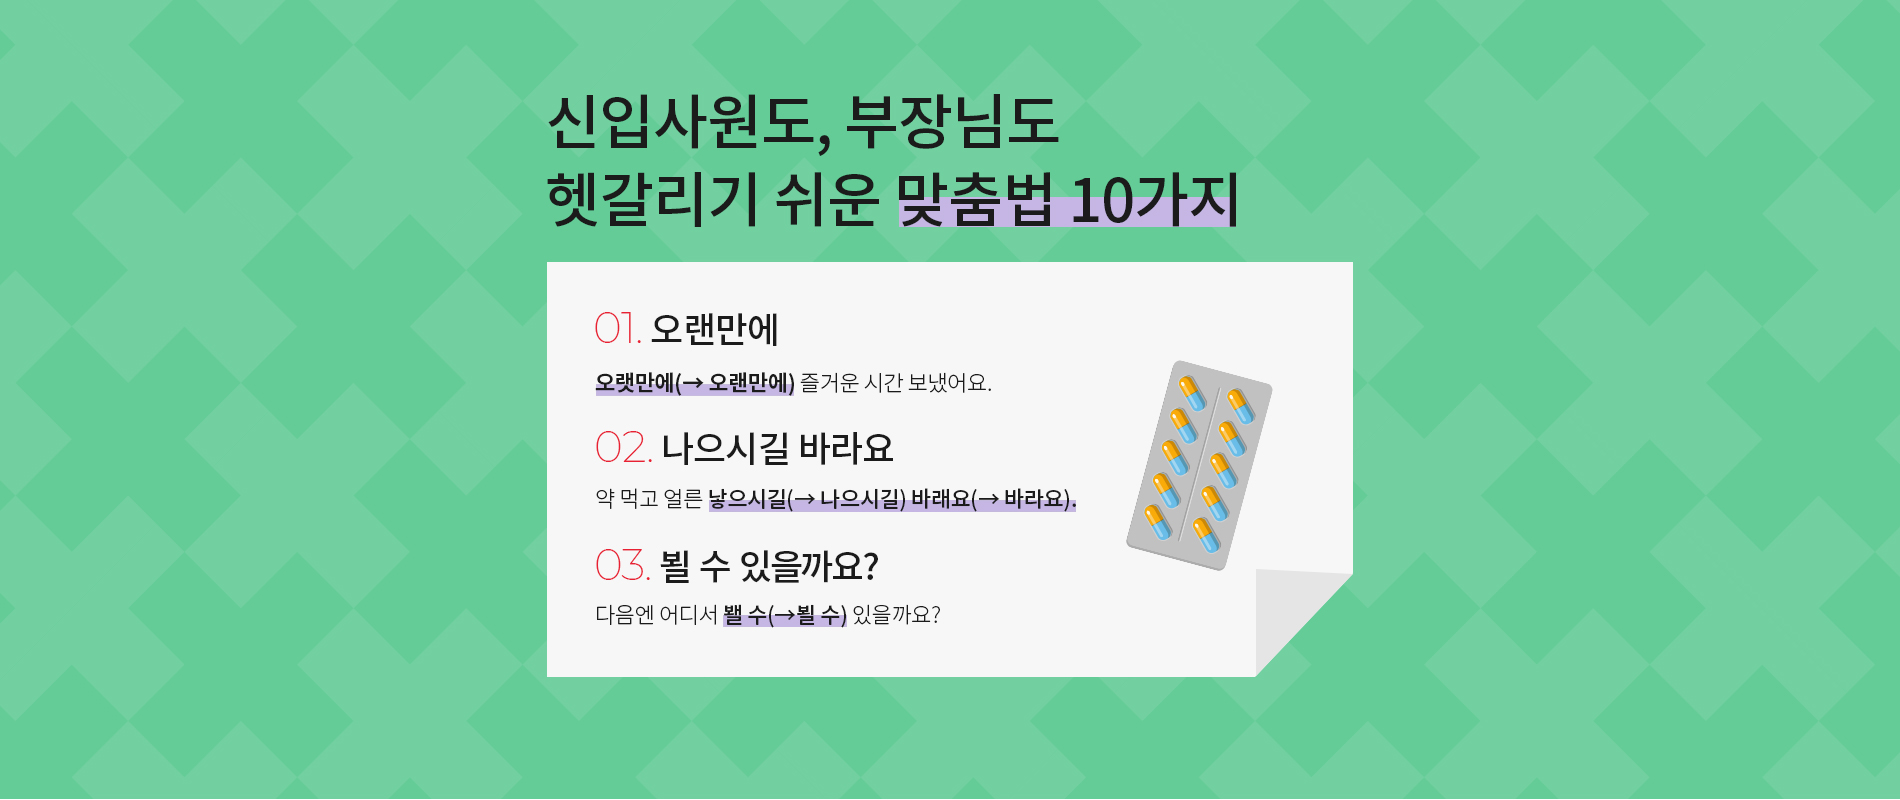 신입사원도, 부장님도
헷갈리기 쉬운 맞춤법 10가지
01. 오랜만에
오랫만에(→ 오랜만에) 즐거운 시간 보냈어요.
02. 나으시길 바라요
약 먹고 얼른 낳으시길(→ 나으시길) 바래요(→ 바라요).
03. 뵐 수 있을까요?
다음엔 어디서 봴 수(→뵐 수) 있을까요?